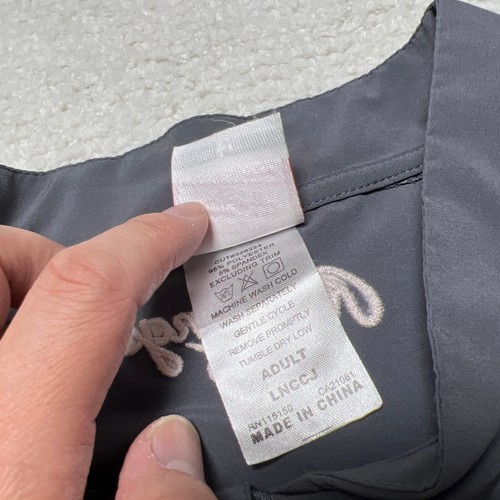 95% POLYESTER
5% SPANDEX
EXCLUDING TRIM
MACHINE WASH COLD
WASH SEPARATELY
GENTLE CYCLE
REMOVE PROMPTLY
TUMBLE DRY LOW
ADULT
LNCCJ
RN115150 CA21081
MADE IN CHINA